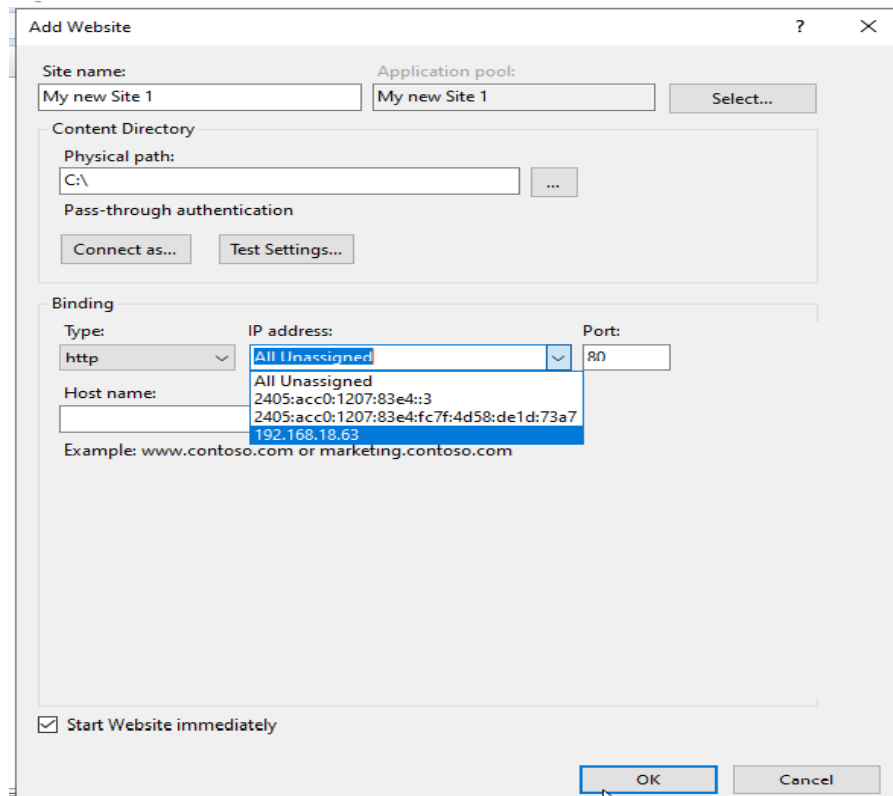 Add Website ? ×
Site name: Application pool:
My new Site 1 My new Site 1 Select...
Content Directory
Physical path:
C:\ ...
Pass-through authentication
Connect as... Test Settings...
Binding
Type: IP address: Port:
http All Unassigned 80
All Unassigned
Host name: 2405:acc0:1207:83e4::3
2405:acc0:1207:83e4:fc7f:4d58:de1d:73a7
192.168.18.63
Example: www.contoso.com or marketing.contoso.com
Start Website immediately
OK Cancel